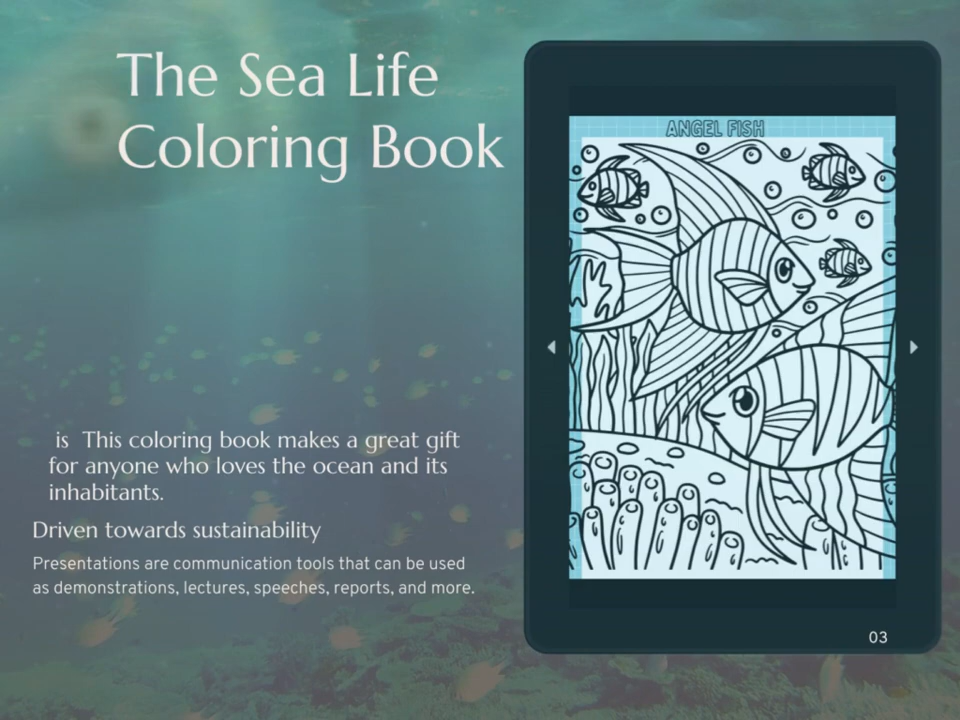 The Sea Life
Coloring Book
ANGEL FISH
is  This coloring book makes a great gift
for anyone who loves the ocean and its
inhabitants.
Driven towards sustainability
Presentations are communication tools that can be used
as demonstrations, lectures, speeches, reports, and more.
03